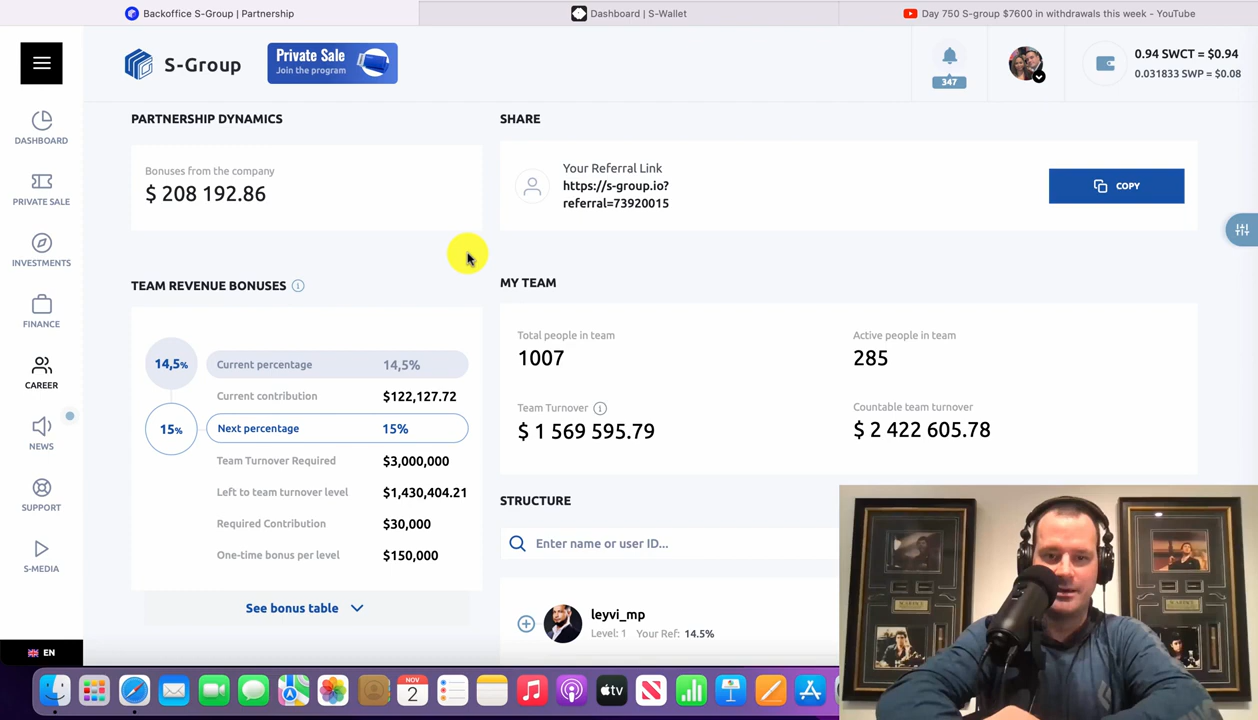 Backoffice S-Group | Partnership
Dashboard | S-Wallet
Day 750 S-group $7600 in withdrawals this week - YouTube
S-Group
Private Sale
Join the program
347
0.94 SWCT = $0.94
0.031833 SWP = $0.08
DASHBOARD
PRIVATE SALE
INVESTMENTS
FINANCE
CAREER
NEWS
SUPPORT
S-MEDIA
EN
PARTNERSHIP DYNAMICS
Bonuses from the company
$ 208 192.86
SHARE
Your Referral Link
https://s-group.io?
referral=73920015
COPY
TEAM REVENUE BONUSES
14,5%
Current percentage 14,5%
Current contribution $122,127.72
15%
Next percentage 15%
Team Turnover Required $3,000,000
Left to team turnover level $1,430,404.21
Required Contribution $30,000
One-time bonus per level $150,000
See bonus table
MY TEAM
Total people in team
1007
Active people in team
285
Team Turnover
$ 1 569 595.79
Countable team turnover
$ 2 422 605.78
STRUCTURE
Enter name or user ID...
leyvi_mp
Level: 1 Your Ref: 14.5%
NOV
2
tv